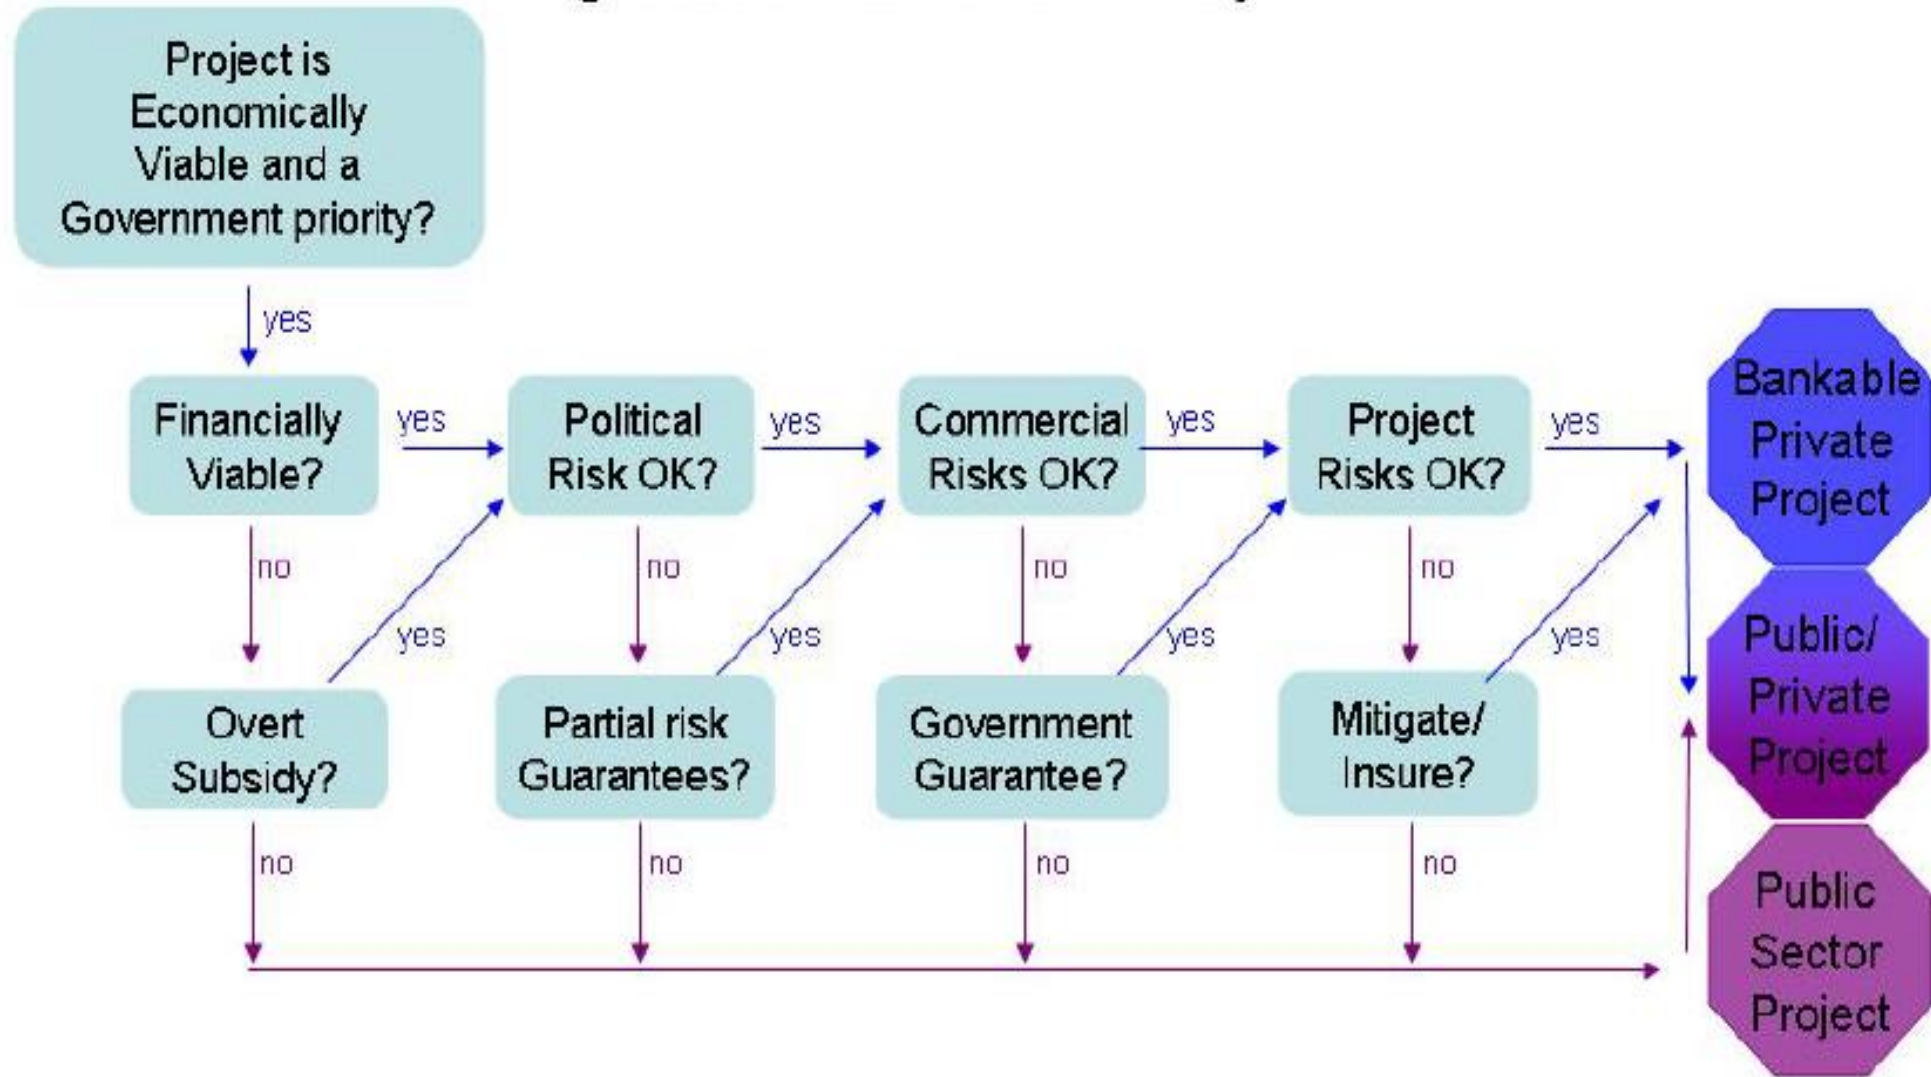 Project is
Economically
Viable and a
Government priority?
yes
Financially
Viable?
yes
Political
Risk OK?
yes
Commercial
Risks OK?
yes
Project
Risks OK?
yes
Bankable
Private
Project
no
no
no
no
yes
yes
yes
yes
Public/
Private
Project
Overt
Subsidy?
Partial risk
Guarantees?
Government
Guarantee?
Mitigate/
Insure?
no
no
no
no
Public
Sector
Project